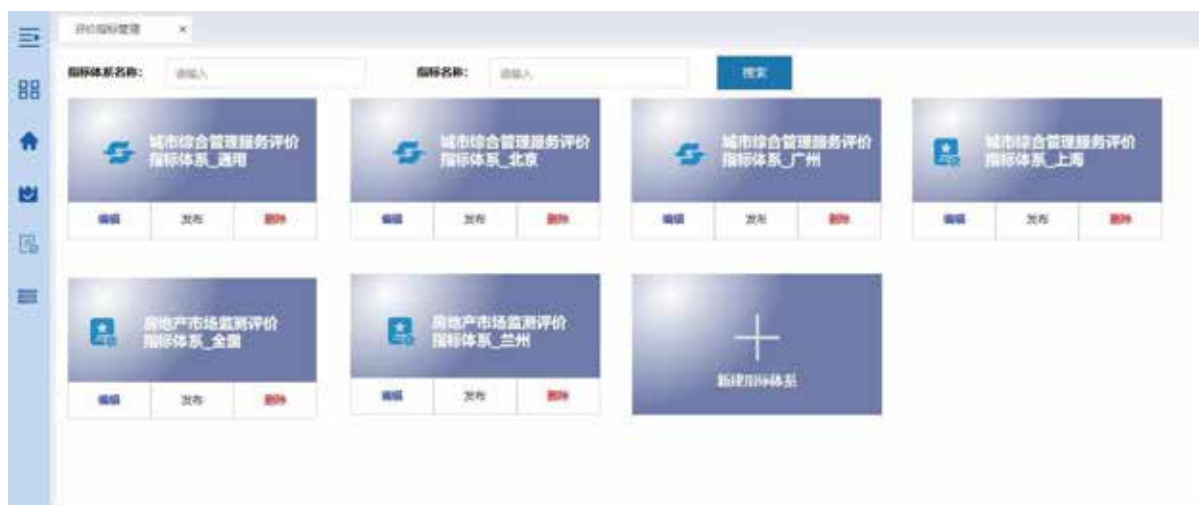 评价指标管理 ×
指标体系名称: 请输入 指标名称: 请输入 搜索
城市综合管理服务评价
指标体系_通用
编辑 发布 删除
城市综合管理服务评价
指标体系_北京
编辑 发布 删除
城市综合管理服务评价
指标体系_广州
编辑 发布 删除
城市综合管理服务评价
指标体系_上海
编辑 发布 删除
房地产市场监测评价
指标体系_全国
编辑 发布 删除
房地产市场监测评价
指标体系_兰州
编辑 发布 删除
新建指标体系